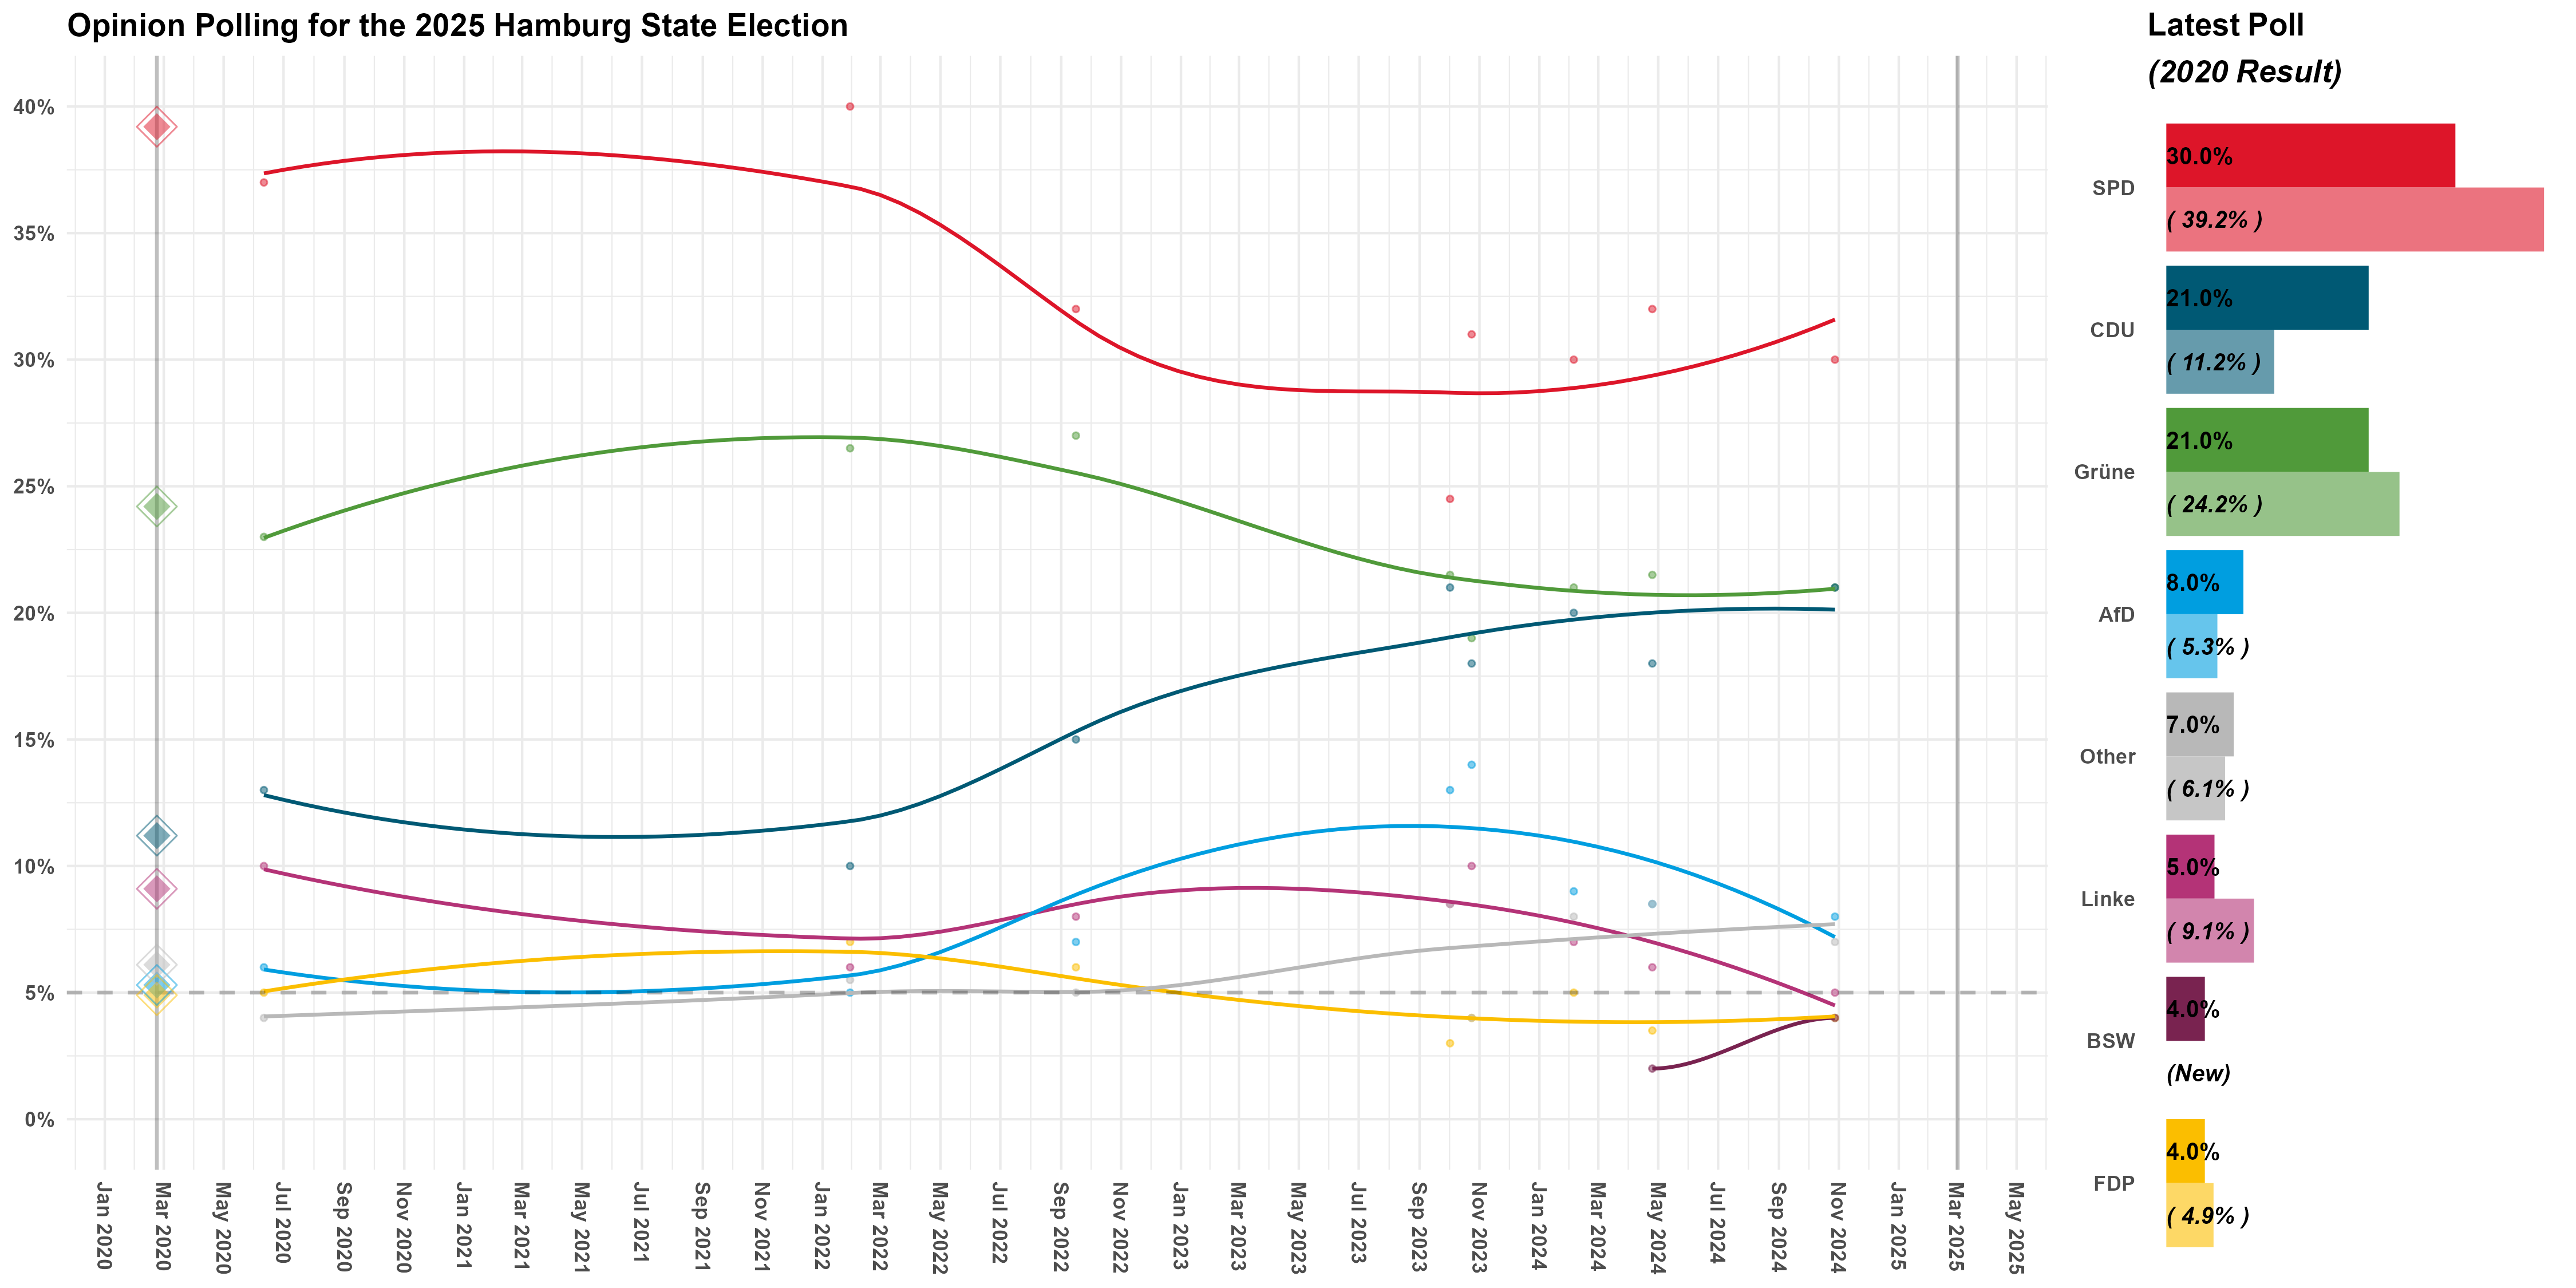 Opinion Polling for the 2025 Hamburg State Election
40%
35%
30%
25%
20%
15%
10%
5%
0%
Jan 2020
Mar 2020
May 2020
Jul 2020
Sep 2020
Nov 2020
Jan 2021
Mar 2021
May 2021
Jul 2021
Sep 2021
Nov 2021
Jan 2022
Mar 2022
May 2022
Jul 2022
Sep 2022
Nov 2022
Jan 2023
Mar 2023
May 2023
Jul 2023
Sep 2023
Nov 2023
Jan 2024
Mar 2024
May 2024
Jul 2024
Sep 2024
Nov 2024
Jan 2025
Mar 2025
May 2025
Latest Poll
(2020 Result)
SPD
30.0%
( 39.2% )
CDU
21.0%
( 11.2% )
Grüne
21.0%
( 24.2% )
AfD
8.0%
( 5.3% )
Other
7.0%
( 6.1% )
Linke
5.0%
( 9.1% )
BSW
4.0%
(New)
FDP
4.0%
( 4.9% )